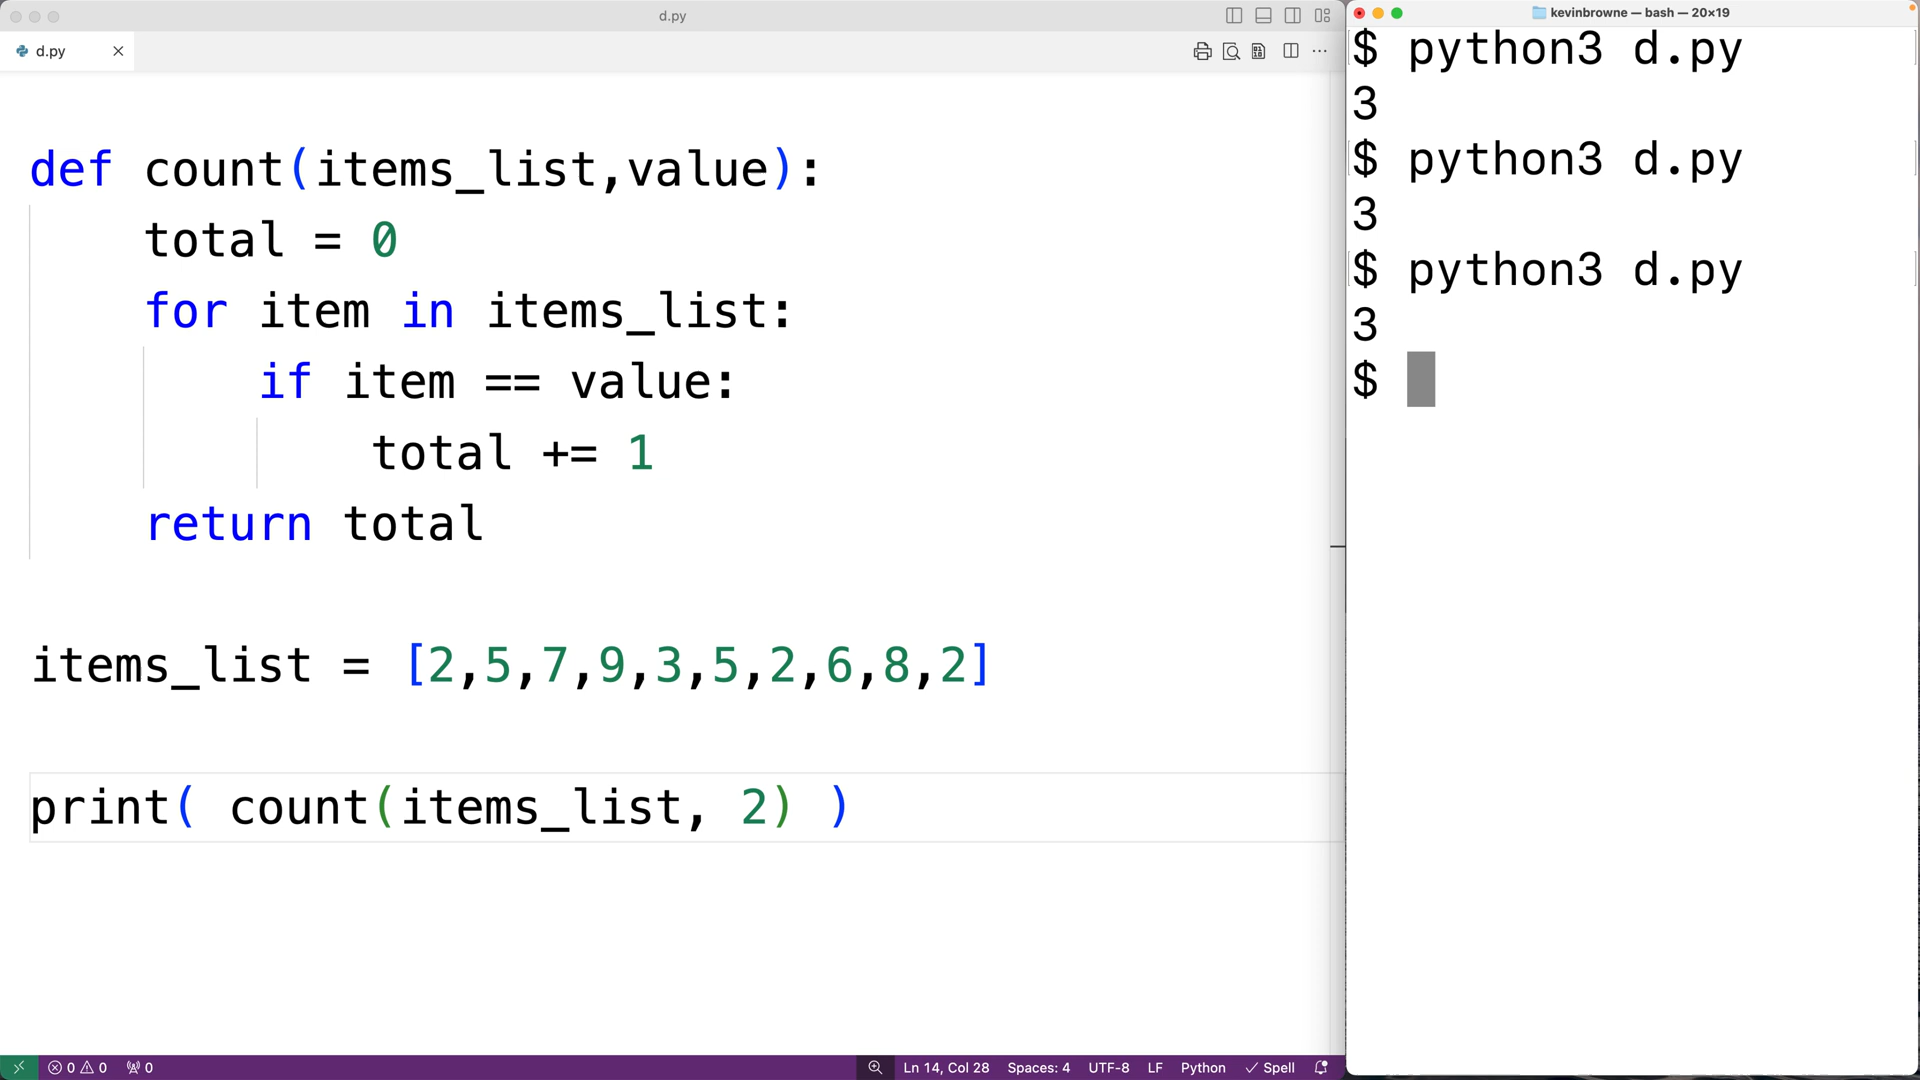 d.py
d.py
def count(items_list,value):
total = 0
for item in items_list:
if item == value:
total += 1
return total
items_list = [2,5,7,9,3,5,2,6,8,2]
print( count(items_list, 2) )
0 0 0 Ln 14, Col 28 Spaces: 4 UTF-8 LF Python Spell
kevinbrowne — bash — 20×19
$ python3 d.py
3
$ python3 d.py
3
$ python3 d.py
3
$